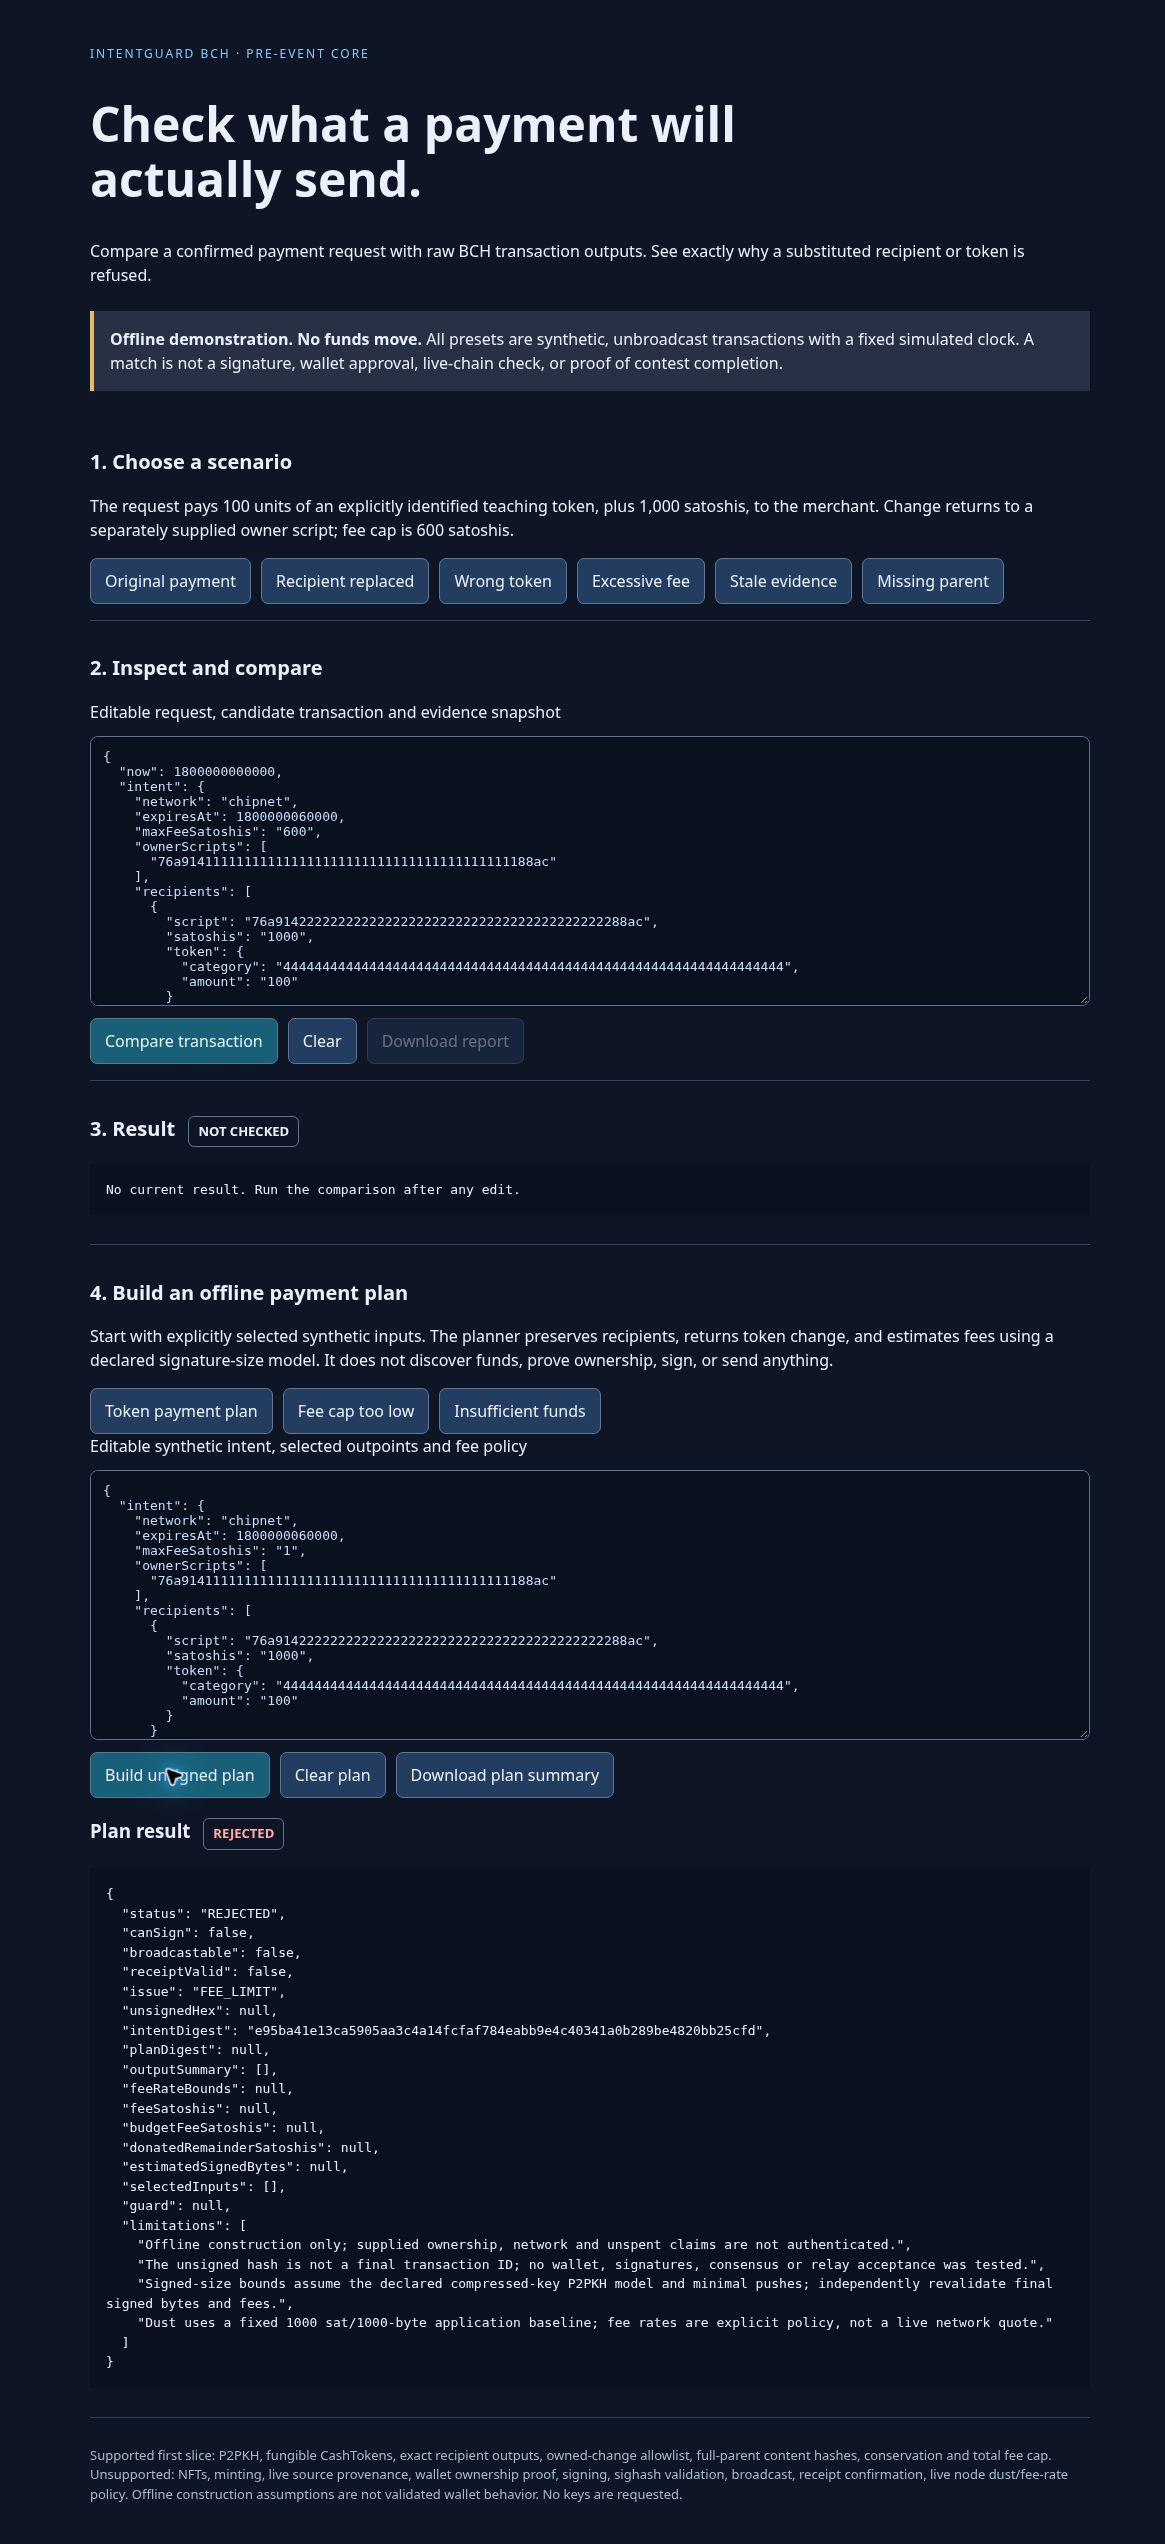 INTENTGUARD BCH · PRE-EVENT CORE
Check what a payment will
actually send.
Compare a confirmed payment request with raw BCH transaction outputs. See exactly why a substituted recipient or token is
refused.
Offline demonstration. No funds move. All presets are synthetic, unbroadcast transactions with a fixed simulated clock. A
match is not a signature, wallet approval, live-chain check, or proof of contest completion.
1. Choose a scenario
The request pays 100 units of an explicitly identified teaching token, plus 1,000 satoshis, to the merchant. Change returns to a
separately supplied owner script; fee cap is 600 satoshis.
Original payment Recipient replaced Wrong token Excessive fee Stale evidence Missing parent
2. Inspect and compare
Editable request, candidate transaction and evidence snapshot
{
"now": 1800000000000,
"intent": {
"network": "chipnet",
"expiresAt": 1800000060000,
"maxFeeSatoshis": "600",
"ownerScripts": [
"76a914111111111111111111111111111111111111111188ac"
],
"recipients": [
{
"script": "76a914222222222222222222222222222222222222222288ac",
"satoshis": "1000",
"token": {
"category": "4444444444444444444444444444444444444444444444444444444444444444",
"amount": "100"
}
Compare transaction Clear Download report
3. Result NOT CHECKED
No current result. Run the comparison after any edit.
4. Build an offline payment plan
Start with explicitly selected synthetic inputs. The planner preserves recipients, returns token change, and estimates fees using a
declared signature-size model. It does not discover funds, prove ownership, sign, or send anything.
Token payment plan Fee cap too low Insufficient funds
Editable synthetic intent, selected outpoints and fee policy
{
"intent": {
"network": "chipnet",
"expiresAt": 1800000060000,
"maxFeeSatoshis": "1",
"ownerScripts": [
"76a914111111111111111111111111111111111111111188ac"
],
"recipients": [
{
"script": "76a914222222222222222222222222222222222222222288ac",
"satoshis": "1000",
"token": {
"category": "4444444444444444444444444444444444444444444444444444444444444444",
"amount": "100"
}
}
Build unsigned plan Clear plan Download plan summary
Plan result REJECTED
{
"status": "REJECTED",
"canSign": false,
"broadcastable": false,
"receiptValid": false,
"issue": "FEE_LIMIT",
"unsignedHex": null,
"intentDigest": "e95ba41e13ca5905aa3c4a14fcfaf784eabb9e4c40341a0b289be4820bb25cfd",
"planDigest": null,
"outputSummary": [],
"feeRateBounds": null,
"feeSatoshis": null,
"budgetFeeSatoshis": null,
"donatedRemainderSatoshis": null,
"estimatedSignedBytes": null,
"selectedInputs": [],
"guard": null,
"limitations": [
"Offline construction only; supplied ownership, network and unspent claims are not authenticated.",
"The unsigned hash is not a final transaction ID; no wallet, signatures, consensus or relay acceptance was tested.",
"Signed-size bounds assume the declared compressed-key P2PKH model and minimal pushes; independently revalidate final
signed bytes and fees.",
"Dust uses a fixed 1000 sat/1000-byte application baseline; fee rates are explicit policy, not a live network quote."
]
}
Supported first slice: P2PKH, fungible CashTokens, exact recipient outputs, owned-change allowlist, full-parent content hashes, conservation and total fee cap.
Unsupported: NFTs, minting, live source provenance, wallet ownership proof, signing, sighash validation, broadcast, receipt confirmation, live node dust/fee-rate
policy. Offline construction assumptions are not validated wallet behavior. No keys are requested.